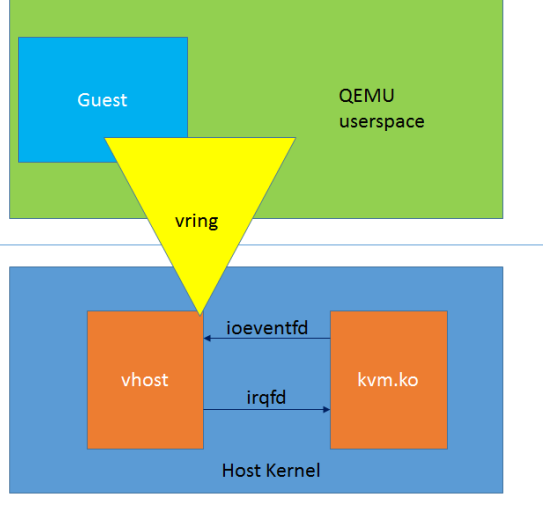 Guest
QEMU
userspace
vring
ioeventfd
vhost
kvm.ko
irqfd
Host Kernel